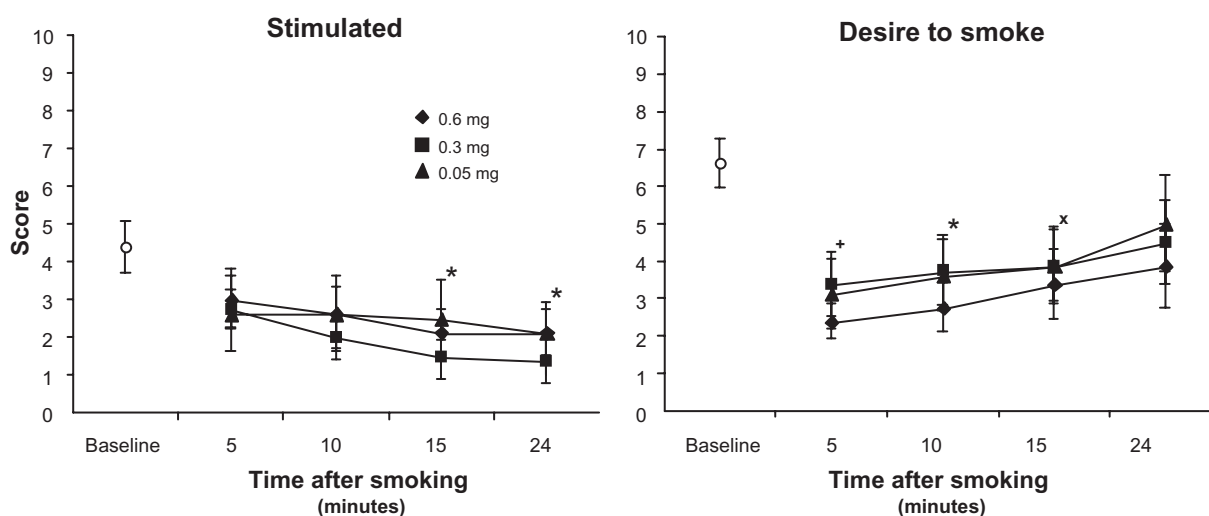 Stimulated
10
9
8
7
6
5
4
3
2
1
0
Score
0.6 mg
0.3 mg
0.05 mg
*
*
Baseline 5 10 15 24
Time after smoking
(minutes)
Desire to smoke
10
9
8
7
6
5
4
3
2
1
0
+
*
x
Baseline 5 10 15 24
Time after smoking
(minutes)